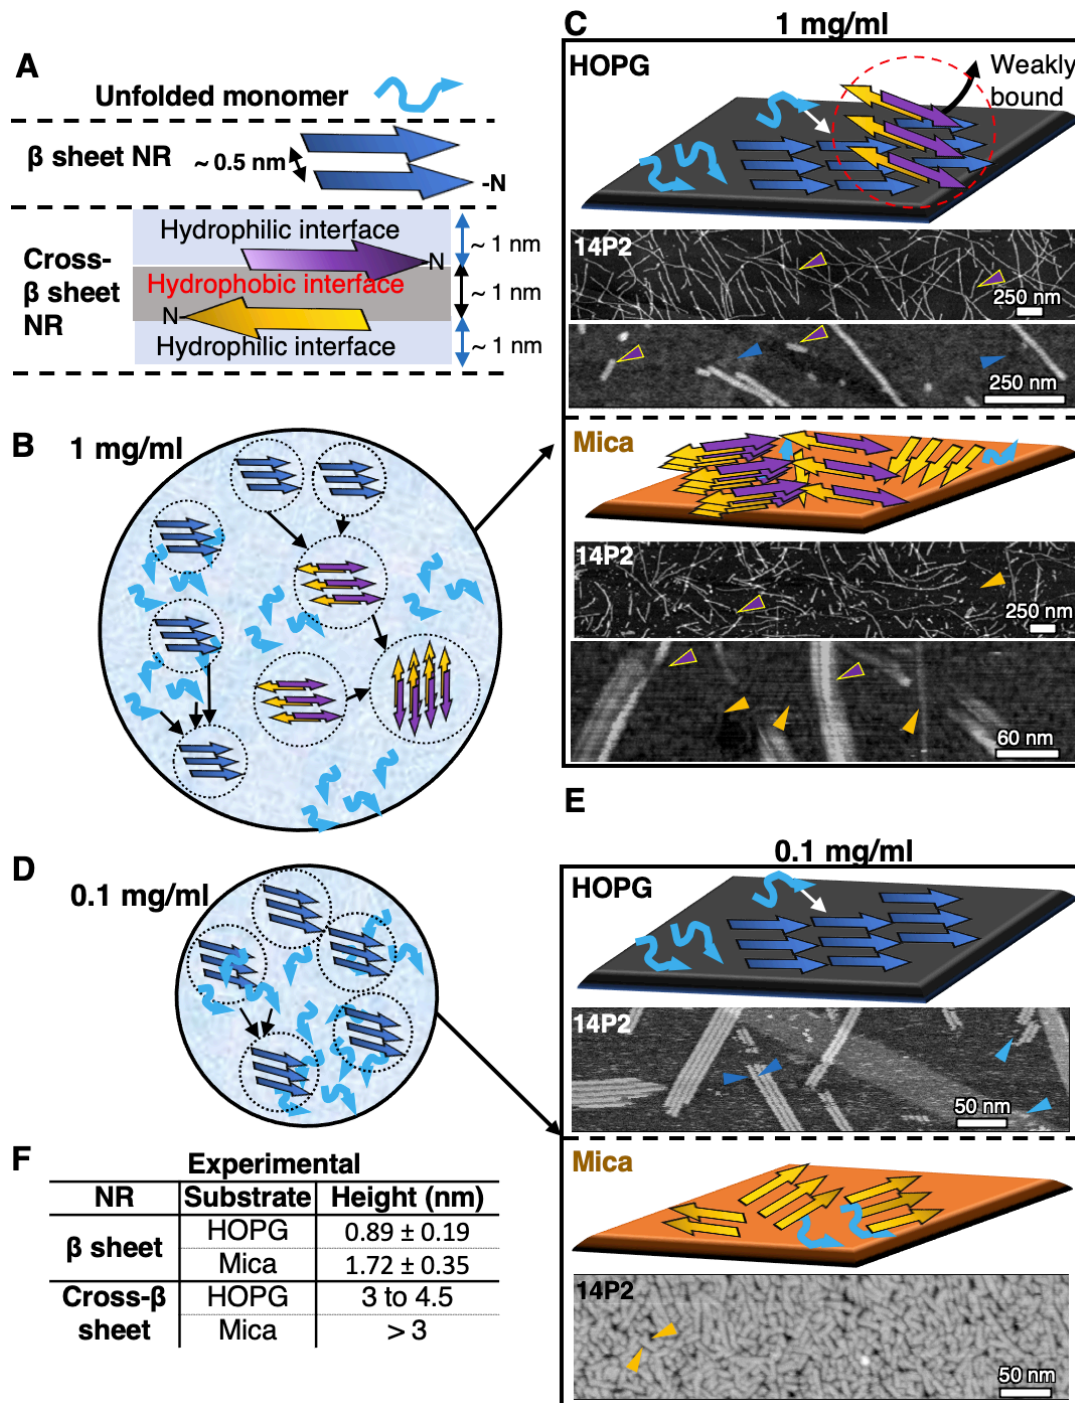 A
Unfolded monomer
β sheet NR
~ 0.5 nm
-N
Cross-
β sheet
NR
Hydrophilic interface
N
Hydrophobic interface
N
Hydrophilic interface
~ 1 nm
~ 1 nm
~ 1 nm
B
1 mg/ml
C
1 mg/ml
HOPG
Weakly
bound
14P2
250 nm
250 nm
Mica
14P2
250 nm
60 nm
D
0.1 mg/ml
E
0.1 mg/ml
HOPG
14P2
50 nm
Mica
14P2
50 nm
F
Experimental
NR Substrate Height (nm)
β sheet HOPG 0.89 ± 0.19
Mica 1.72 ± 0.35
Cross-β sheet HOPG 3 to 4.5
Mica > 3